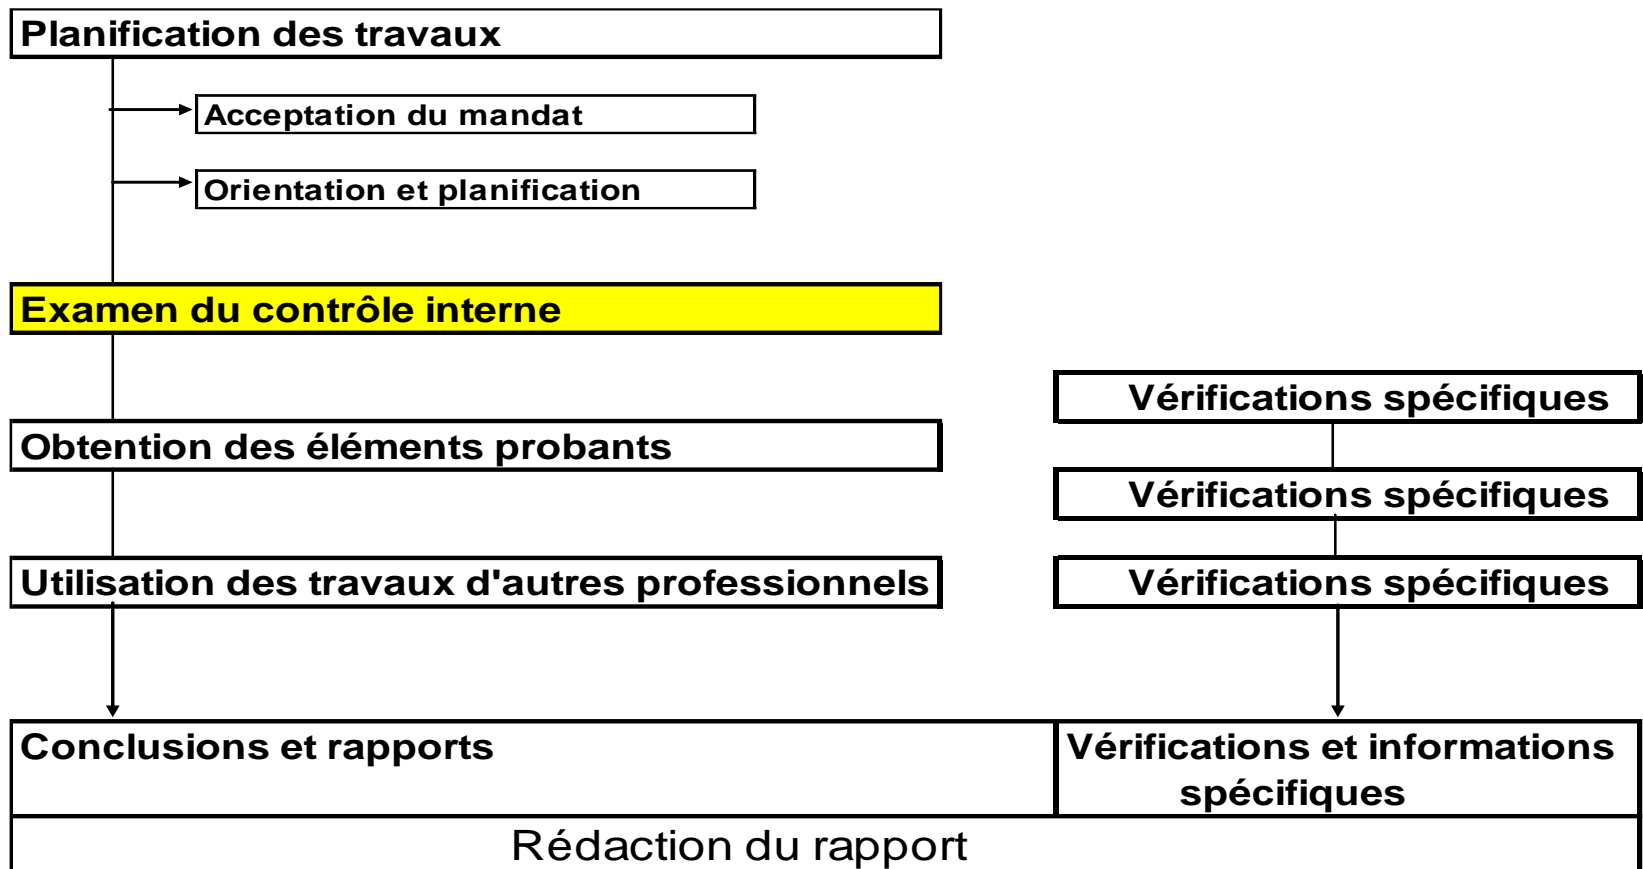 Planification des travaux
Acceptation du mandat
Orientation et planification
Examen du contrôle interne
Obtention des éléments probants
Utilisation des travaux d'autres professionnels
Vérifications spécifiques
Vérifications spécifiques
Vérifications spécifiques
Conclusions et rapports
Vérifications et informations
spécifiques
Rédaction du rapport